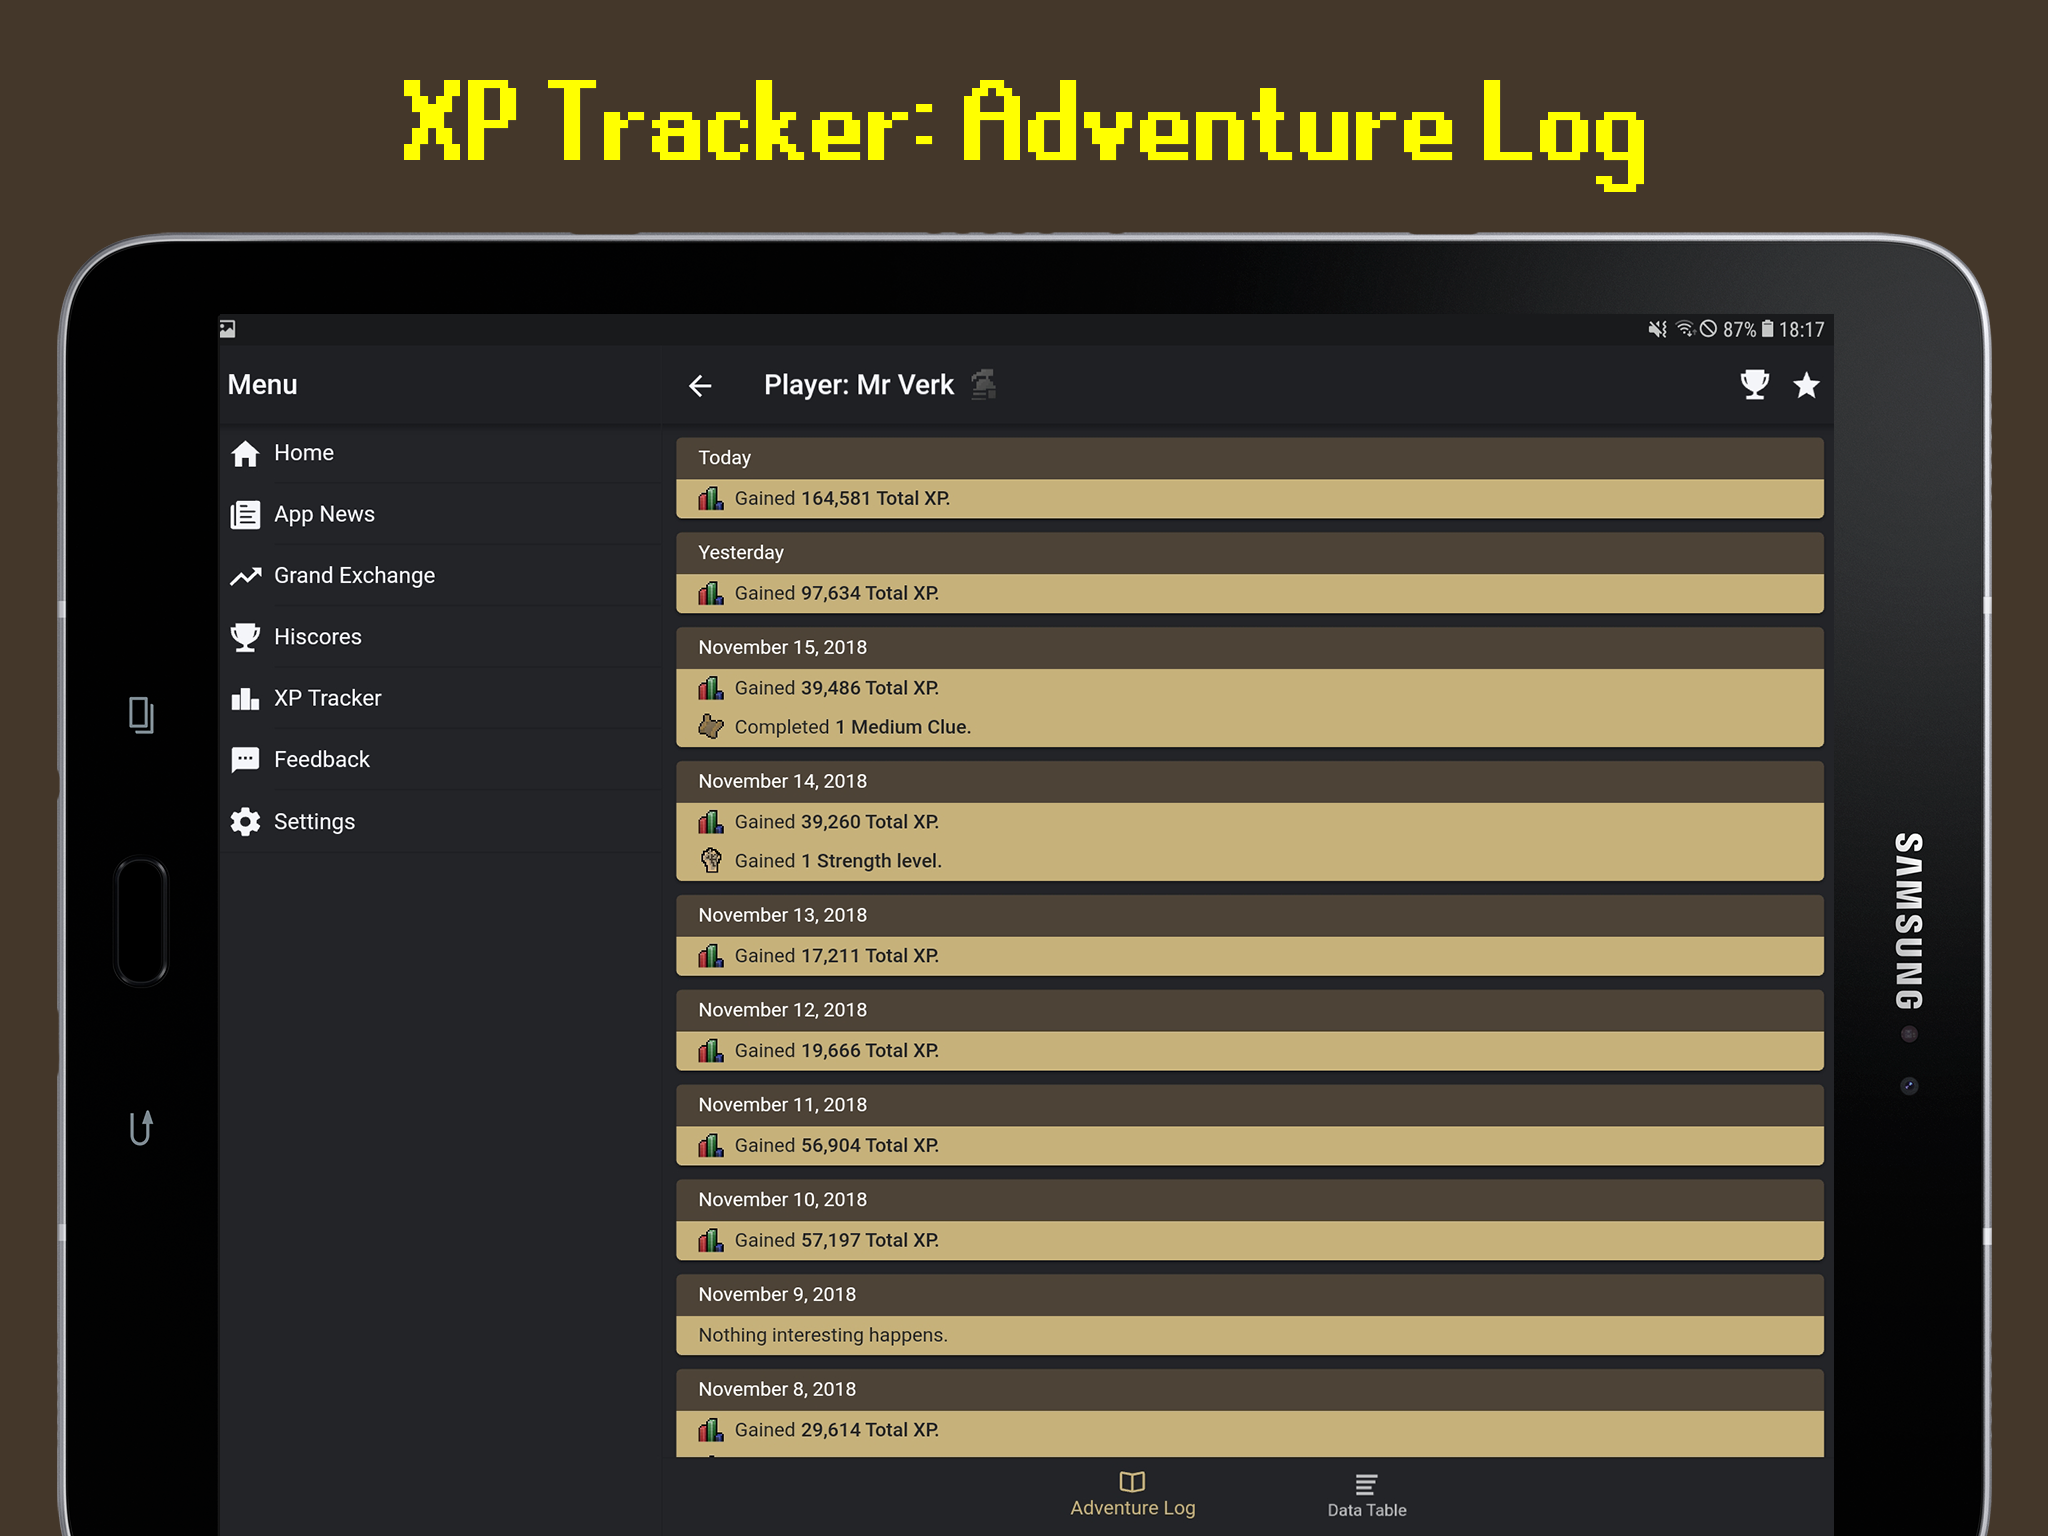 XP Tracker: Adventure Log
87% 18:17
Menu
Player: Mr Verk
Home
App News
Grand Exchange
Hiscores
XP Tracker
Feedback
Settings
Today
Gained 164,581 Total XP.
Yesterday
Gained 97,634 Total XP.
November 15, 2018
Gained 39,486 Total XP.
Completed 1 Medium Clue.
November 14, 2018
Gained 39,260 Total XP.
Gained 1 Strength level.
November 13, 2018
Gained 17,211 Total XP.
November 12, 2018
Gained 19,666 Total XP.
November 11, 2018
Gained 56,904 Total XP.
November 10, 2018
Gained 57,197 Total XP.
November 9, 2018
Nothing interesting happens.
November 8, 2018
Gained 29,614 Total XP.
Adventure Log
Data Table
SAMSUNG